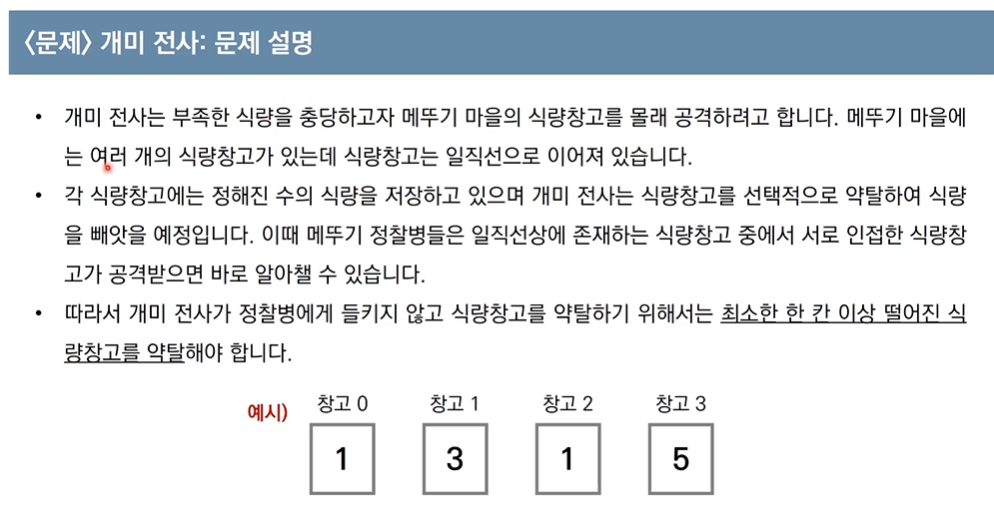 〈문제〉 개미 전사: 문제 설명
• 개미 전사는 부족한 식량을 충당하고자 메뚜기 마을의 식량창고를 몰래 공격하려고 합니다. 메뚜기 마을에
는 여러 개의 식량창고가 있는데 식량창고는 일직선으로 이어져 있습니다.
• 각 식량창고에는 정해진 수의 식량을 저장하고 있으며 개미 전사는 식량창고를 선택적으로 약탈하여 식량
을 빼앗을 예정입니다. 이때 메뚜기 정찰병들은 일직선상에 존재하는 식량창고 중에서 서로 인접한 식량창
고가 공격받으면 바로 알아챌 수 있습니다.
• 따라서 개미 전사가 정찰병에게 들키지 않고 식량창고를 약탈하기 위해서는 최소한 한 칸 이상 떨어진 식
량창고를 약탈해야 합니다.
예시) 창고 0 창고 1 창고 2 창고 3
1 3 1 5